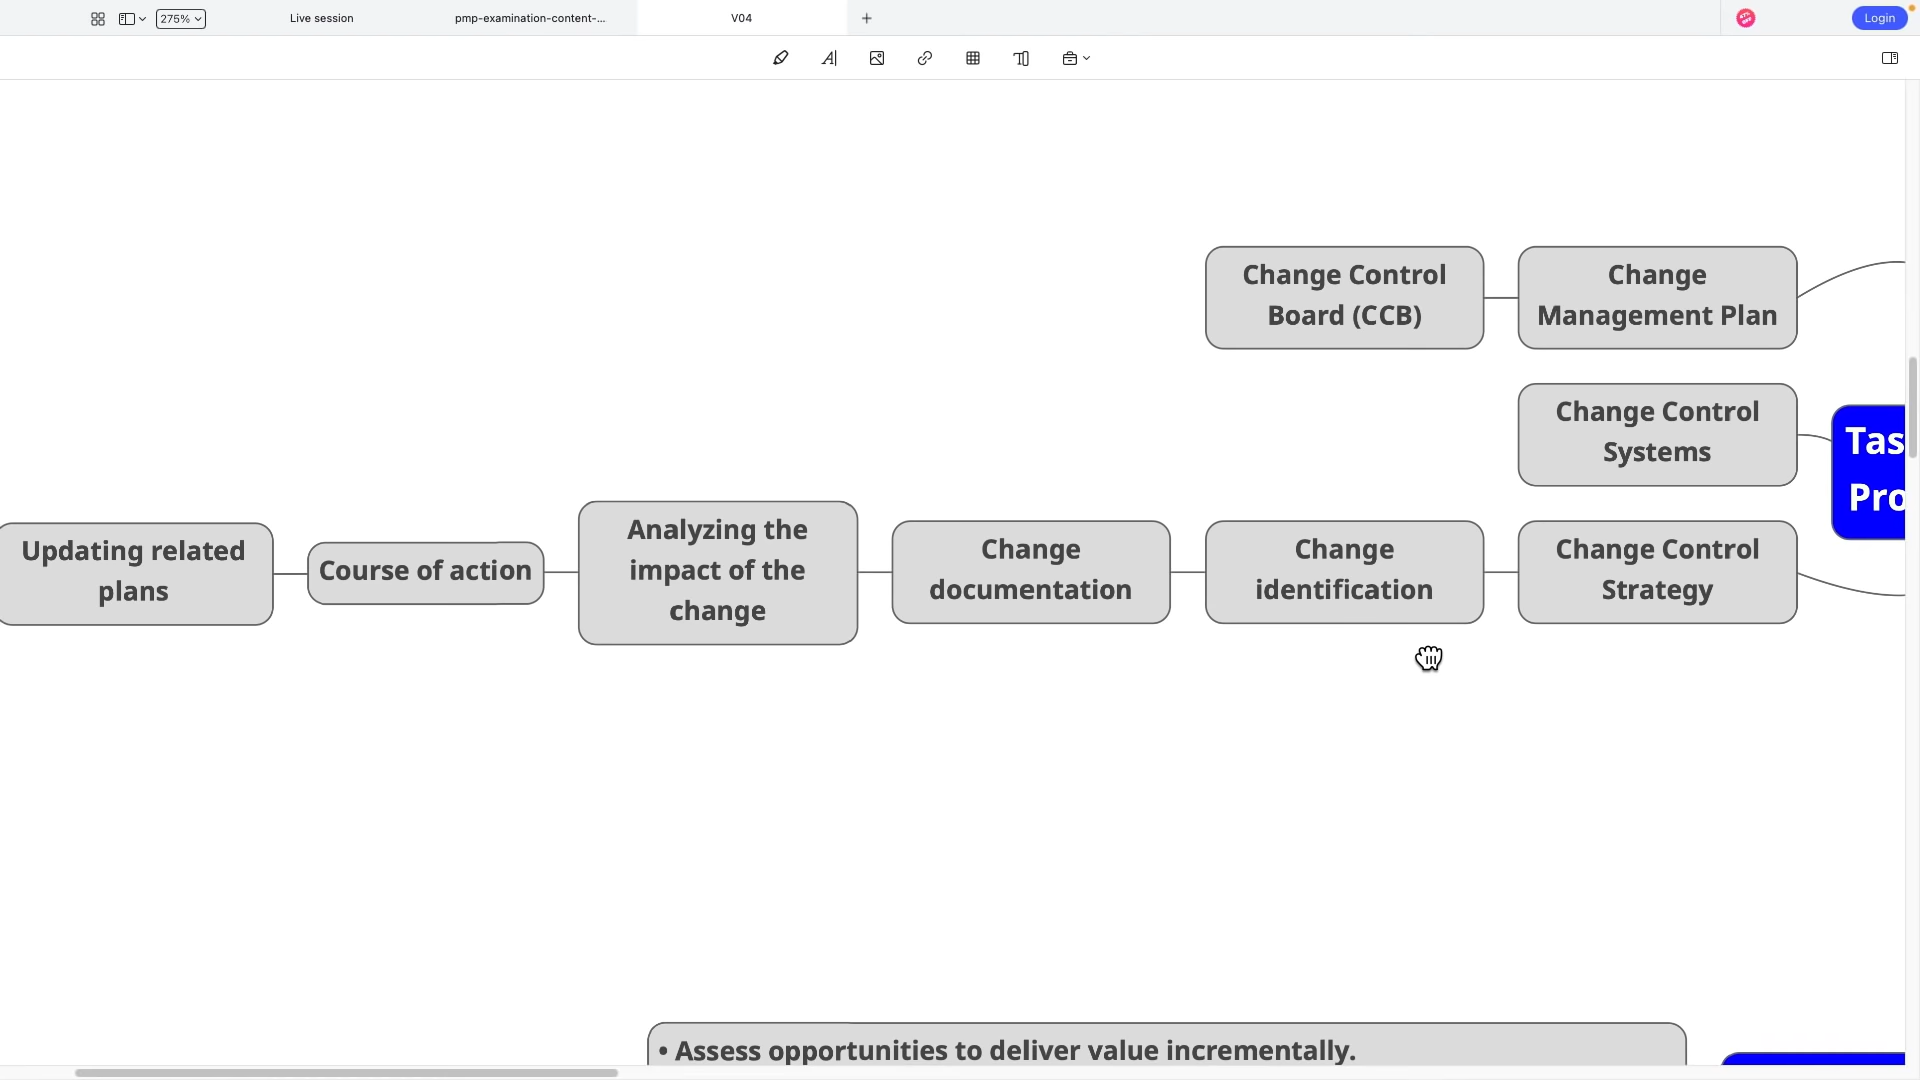 275%
Live session
pmp-examination-content-...
V04
Login
Change Control
Board (CCB)
Change
Management Plan
Change Control
Systems
Tas
Pro
Updating related
plans
Course of action
Analyzing the
impact of the
change
Change
documentation
Change
identification
Change Control
Strategy
• Assess opportunities to deliver value incrementally.